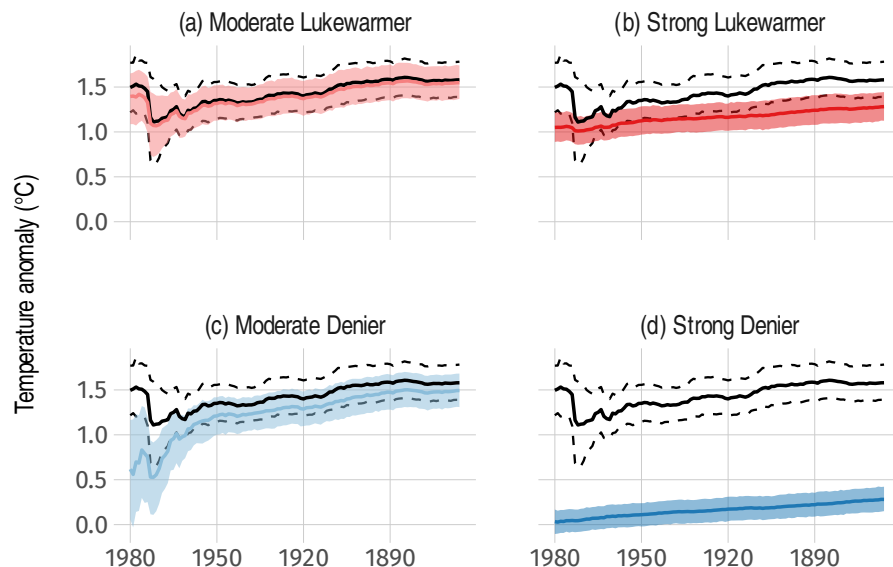 (a) Moderate Lukewarmer
(b) Strong Lukewarmer
1.5
1.0
0.5
0.0
Temperature anomaly (°C)
(c) Moderate Denier
(d) Strong Denier
1.5
1.0
0.5
0.0
1980 1950 1920 1890
1980 1950 1920 1890